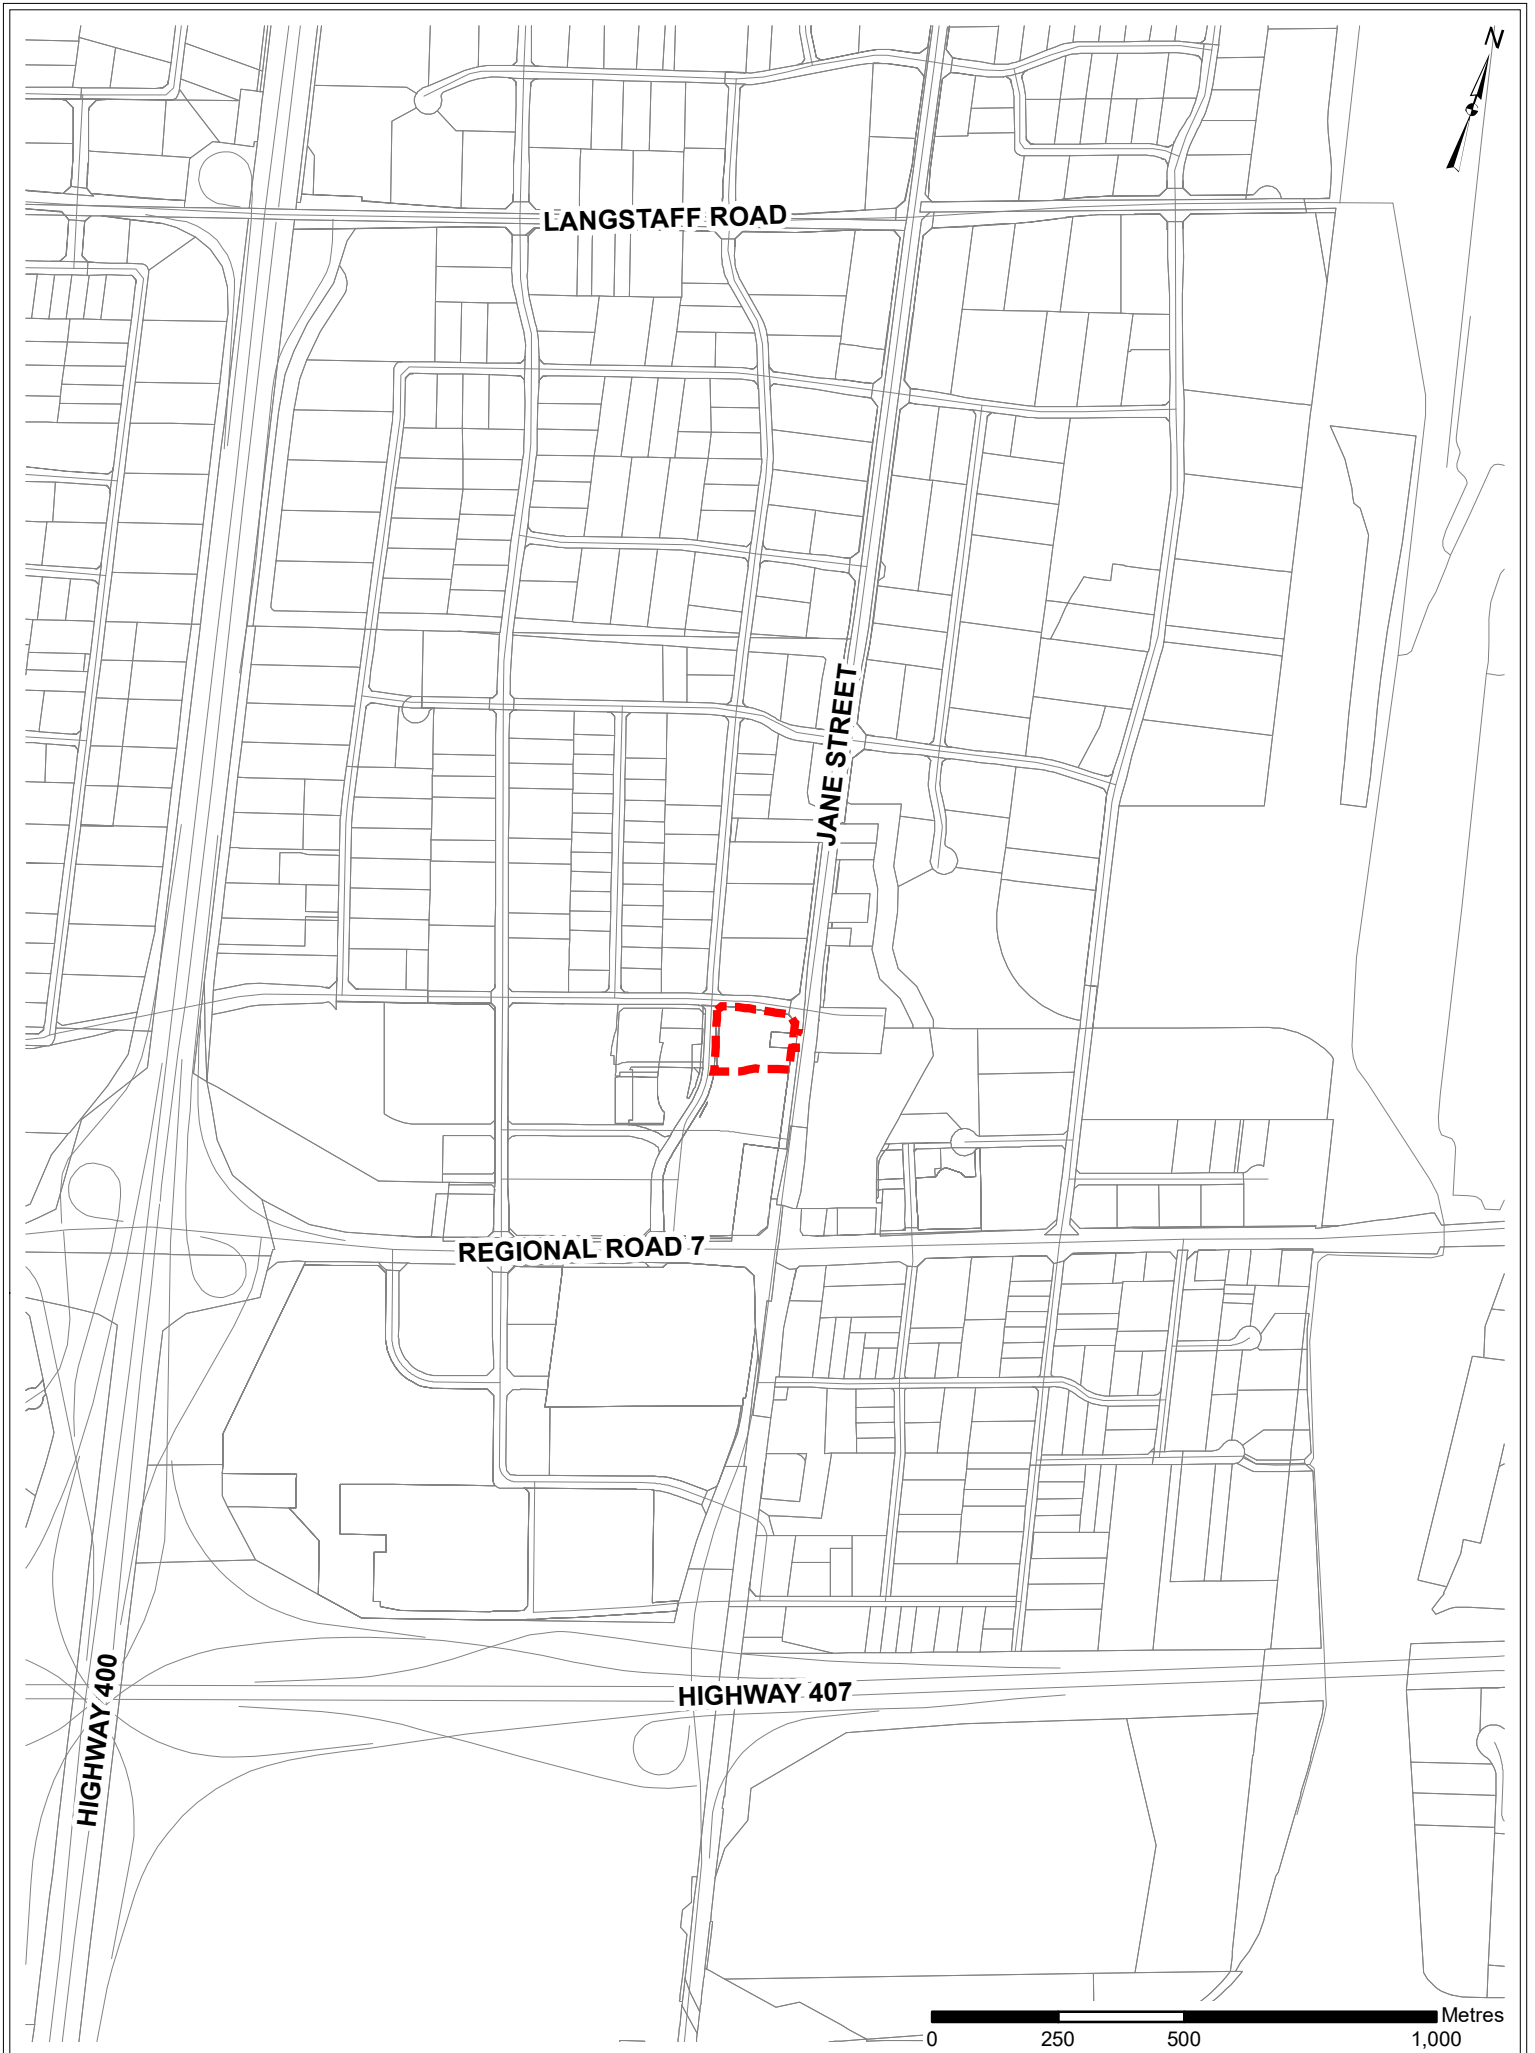 N
LANGSTAFF ROAD
JANE STREET
REGIONAL ROAD 7
HIGHWAY 400
HIGHWAY 407
Metres
0 250 500 1,000